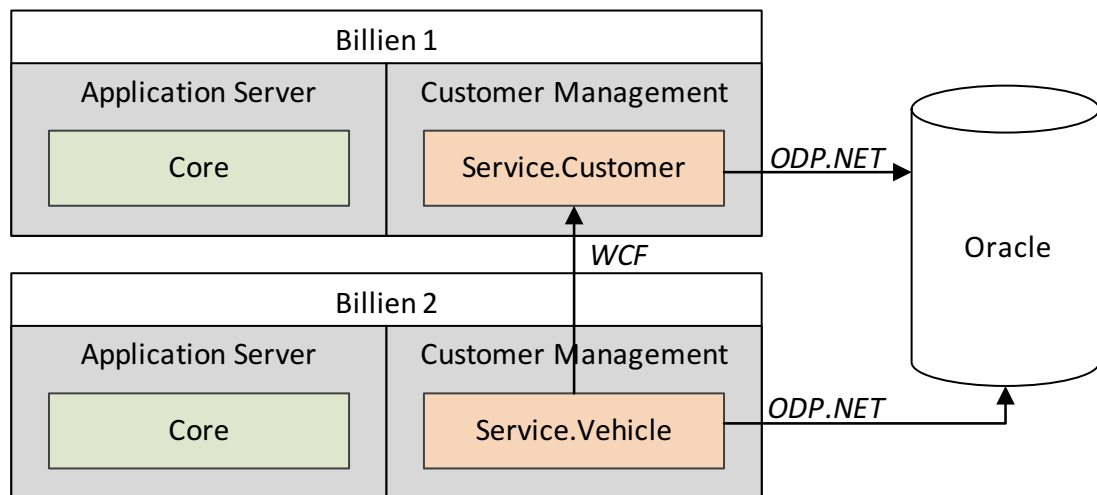 Billien 1
Application Server
Customer Management
Core
Service.Customer
ODP.NET
Oracle
WCF
Billien 2
Application Server
Customer Management
Core
Service.Vehicle
ODP.NET